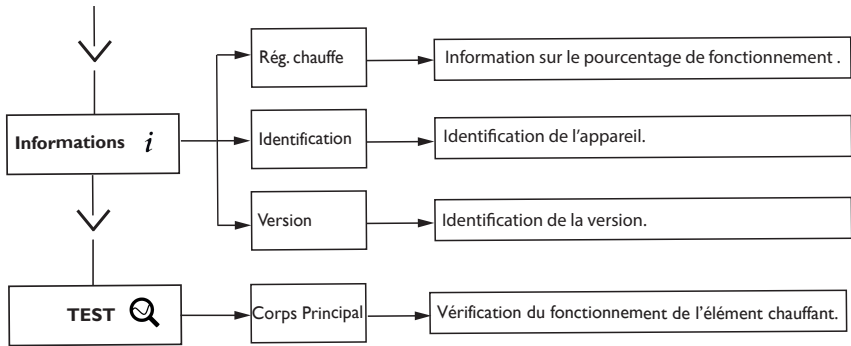 Rég. chauffe
Information sur le pourcentage de fonctionnement .
Informations i
Identification
Identification de l'appareil.
Version
Identification de la version.
TEST
Corps Principal
Vérification du fonctionnement de l'élément chauffant.